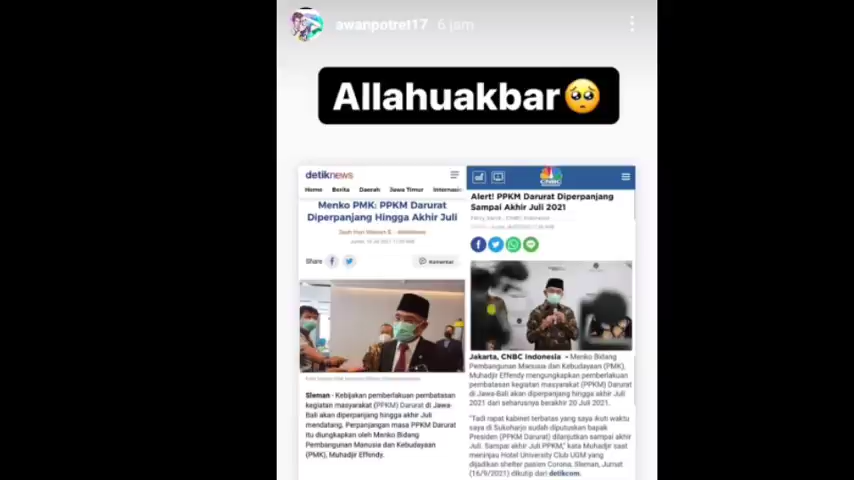 awanpotret17 6 jam
Allahuakbar🥺
detiknews
Home Berita Daerah Jawa Timur Internasio
Menko PMK: PPKM Darurat
Diperpanjang Hingga Akhir Juli
Share
Komentar
Sleman - Kebijakan pemberlakuan pembatasan
kegiatan masyarakat (PPKM) Darurat di Jawa-
Bali akan diperpanjang hingga akhir Juli
mendatang. Perpanjangan masa PPKM Darurat
itu diungkapkan oleh Menko Bidang
Pembangunan Manusia dan Kebudayaan
(PMK), Muhadjir Effendy.
CNBC
Alert! PPKM Darurat Diperpanjang
Sampai Akhir Juli 2021
CNBC Indonesia
Jakarta, CNBC Indonesia - Menko Bidang
Pembangunan Manusia dan Kebudayaan (PMK),
Muhadjir Effendy mengungkapkan pemberlakuan
pembatasan kegiatan masyarakat (PPKM) Darurat
di Jawa-Bali akan diperpanjang hingga akhir Juli
2021 dari seharusnya berakhir 20 Juli 2021.
"Tadi rapat kabinet terbatas yang saya ikuti waktu
saya di Sukoharjo sudah diputuskan bapak
Presiden (PPKM Darurat) dilanjutkan sampai akhir
Juli. Sampai akhir Juli PPKM," kata Muhadjir saat
meninjau Hotel University Club UGM yang
dijadikan shelter pasien Corona. Sleman, Jumat
(16/9/2021) dikutip dari detikcom.